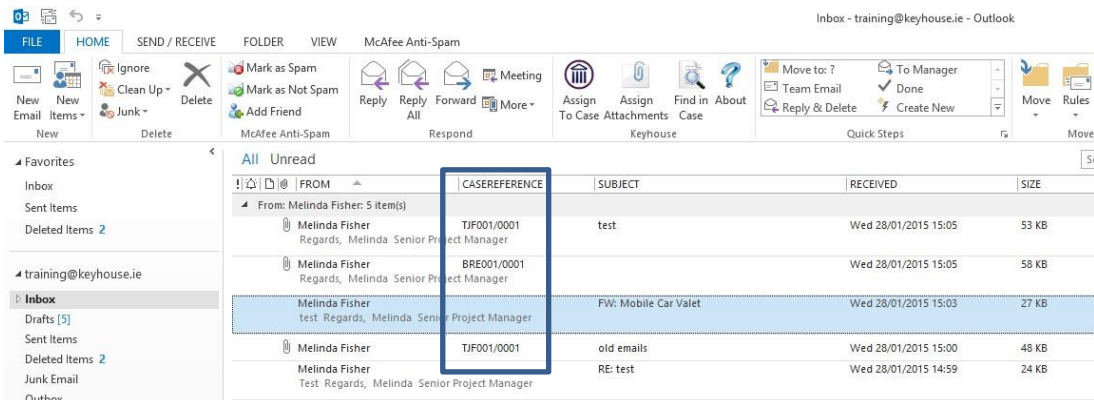 Inbox - training@keyhouse.ie - Outlook
FILE HOME SEND / RECEIVE FOLDER VIEW McAfee Anti-Spam
New Email
New Items
Ignore
Clean Up
Junk
Delete
Mark as Spam
Mark as Not Spam
Add Friend
Reply
Reply All
Forward
Meeting
More
Assign To Case
Assign Attachments
Find in Case
About
Move to: ?
Team Email
Reply & Delete
To Manager
Done
Create New
Move
Rules
New Delete McAfee Anti-Spam Respond Keyhouse Quick Steps Move
Favorites
Inbox
Sent Items
Deleted Items 2
training@keyhouse.ie
Inbox
Drafts [5]
Sent Items
Deleted Items 2
Junk Email
Outbox
All Unread
! FROM CASEREFERENCE SUBJECT RECEIVED SIZE
From: Melinda Fisher: 5 item(s)
Melinda Fisher TJF001/0001 test Wed 28/01/2015 15:05 53 KB
Regards, Melinda Senior Project Manager
Melinda Fisher BRE001/0001 Wed 28/01/2015 15:05 58 KB
Regards, Melinda Senior Project Manager
Melinda Fisher FW: Mobile Car Valet Wed 28/01/2015 15:03 27 KB
test Regards, Melinda Senior Project Manager
Melinda Fisher TJF001/0001 old emails Wed 28/01/2015 15:00 48 KB
Melinda Fisher RE: test Wed 28/01/2015 14:59 24 KB
Test Regards, Melinda Senior Project Manager